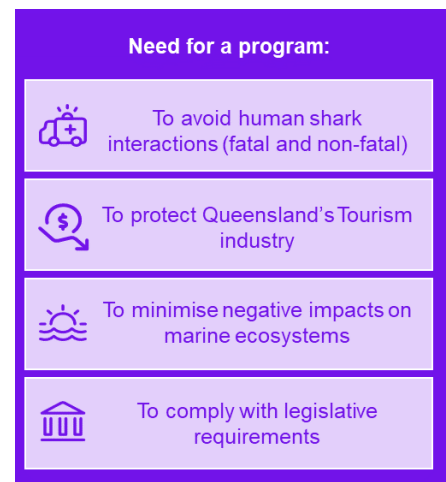 Need for a program:
To avoid human shark
interactions (fatal and non-fatal)
$
To protect Queensland's Tourism
industry
To minimise negative impacts on
marine ecosystems
To comply with legislative
requirements